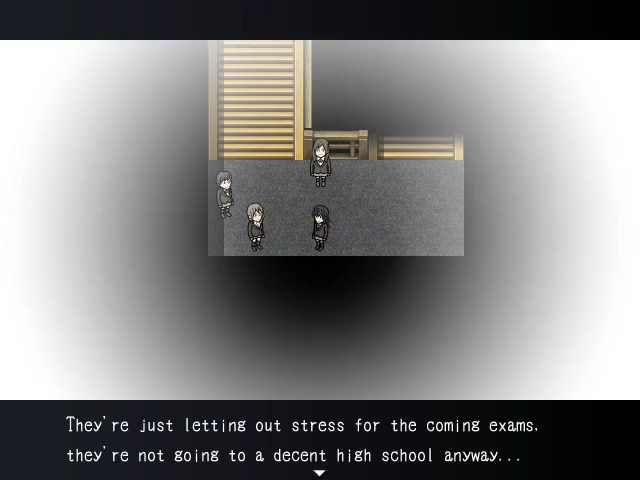 They're just letting out stress for the coming exams,
they're not going to a decent high school anyway...